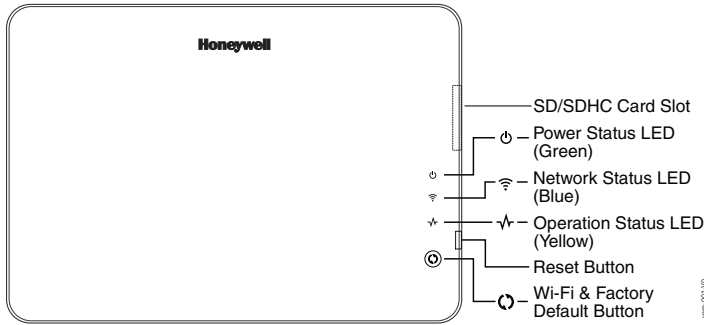 Honeywell
SD/SDHC Card Slot
Power Status LED
(Green)
Network Status LED
(Blue)
Operation Status LED
(Yellow)
Reset Button
Wi-Fi & Factory
Default Button